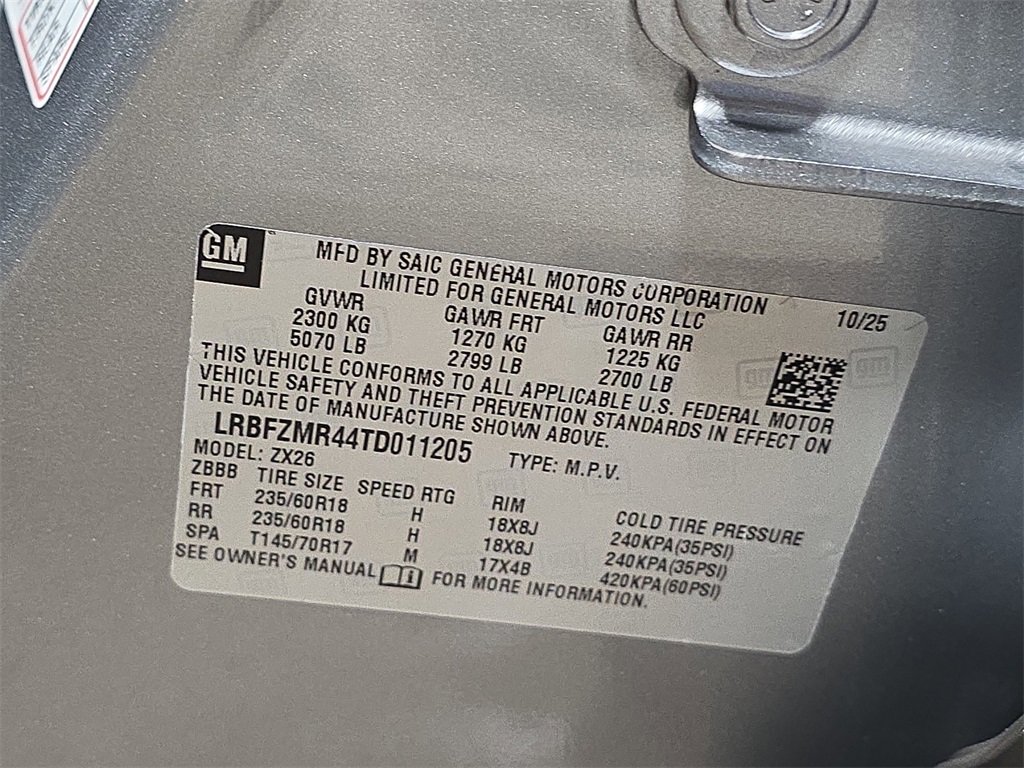 GM
MFD BY SAIC GENERAL MOTORS CORPORATION
LIMITED FOR GENERAL MOTORS LLC
10/25
GVWR GAWR FRT GAWR RR
2300 KG 1270 KG 1225 KG
5070 LB 2799 LB 2700 LB
THIS VEHICLE CONFORMS TO ALL APPLICABLE U.S. FEDERAL MOTOR
VEHICLE SAFETY AND THEFT PREVENTION STANDARDS IN EFFECT ON
THE DATE OF MANUFACTURE SHOWN ABOVE.
LRBFZMR44TD011205 TYPE: M.P.V.
MODEL: ZX26
ZBBB TIRE SIZE SPEED RTG RIM COLD TIRE PRESSURE
FRT 235/60R18 H 18X8J 240KPA(35PSI)
RR 235/60R18 H 18X8J 240KPA(35PSI)
SPA T145/70R17 M 17X4B 420KPA(60PSI)
SEE OWNER'S MANUAL FOR MORE INFORMATION.